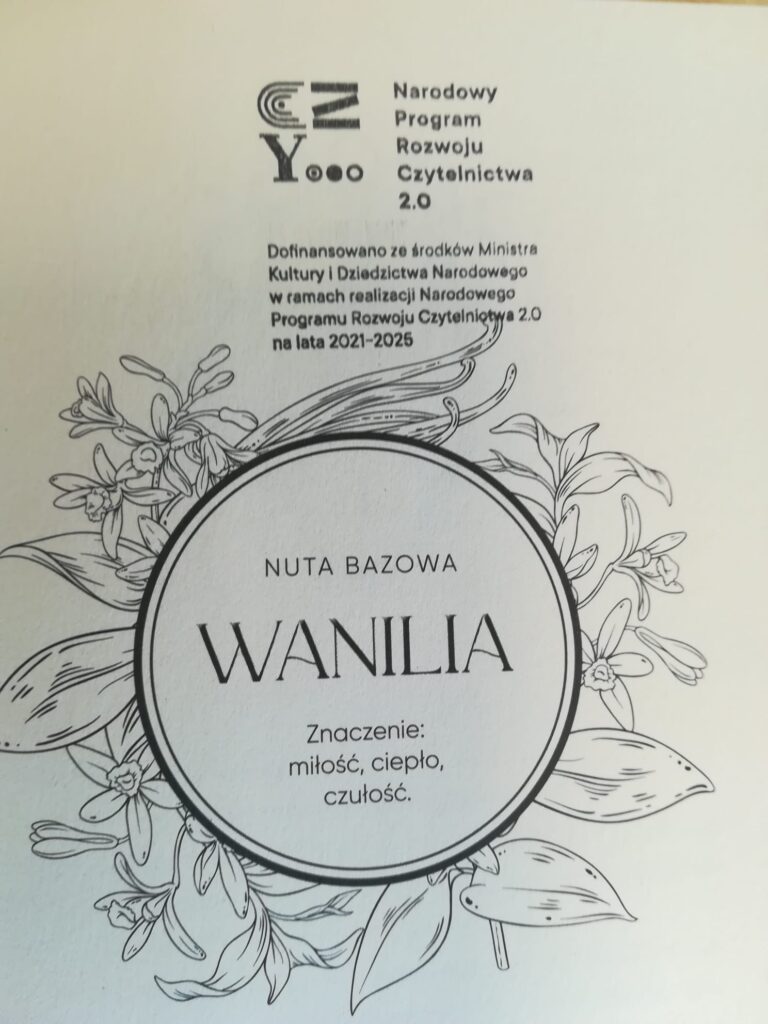 CZ
Y
Narodowy
Program
Rozwoju
Czytelnictwa
2.0
Dofinansowano ze środków Ministra
Kultury i Dziedzictwa Narodowego
w ramach realizacji Narodowego
Programu Rozwoju Czytelnictwa 2.0
na lata 2021–2025
NUTA BAZOWA
WANILIA
Znaczenie:
miłość, ciepło,
czułość.